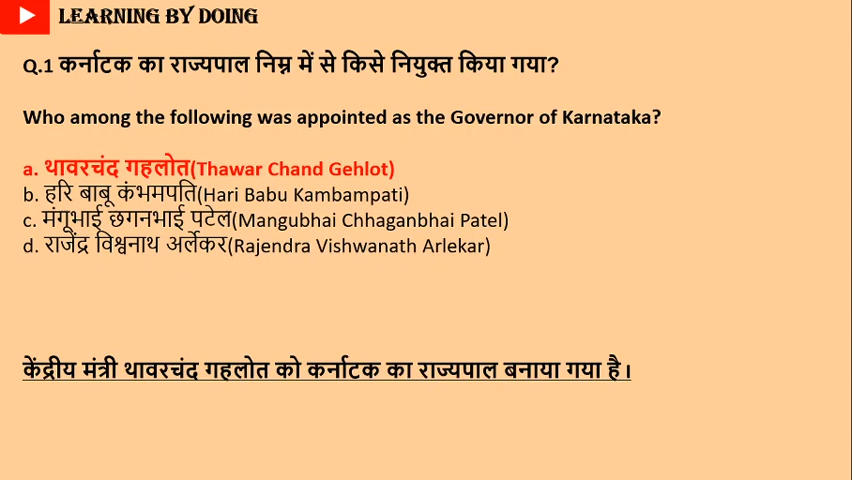 LEARNING BY DOING
Q.1 कर्नाटक का राज्यपाल निम्न में से किसे नियुक्त किया गया?
Who among the following was appointed as the Governor of Karnataka?
a. थावरचंद गहलोत(Thawar Chand Gehlot)
b. हरि बाबू कंभमपति(Hari Babu Kambampati)
c. मंगूभाई छगनभाई पटेल(Mangubhai Chhaganbhai Patel)
d. राजेंद्र विश्वनाथ अर्लेकर(Rajendra Vishwanath Arlekar)
केंद्रीय मंत्री थावरचंद गहलोत को कर्नाटक का राज्यपाल बनाया गया है।